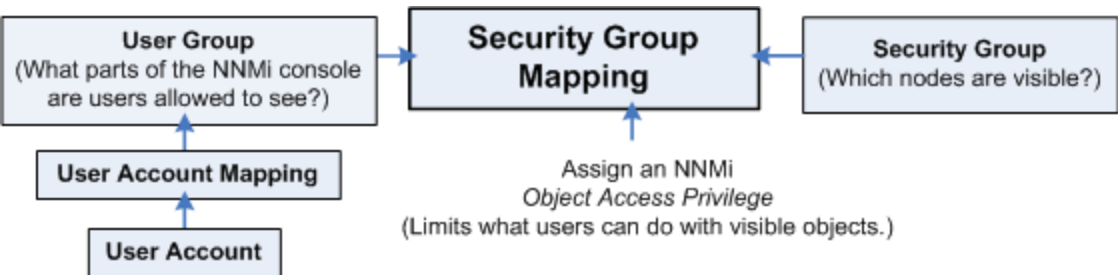 User Group
(What parts of the NNMi console
are users allowed to see?)
User Account Mapping
User Account
Security Group
Mapping
Assign an NNMi
Object Access Privilege
(Limits what users can do with visible objects.)
Security Group
(Which nodes are visible?)